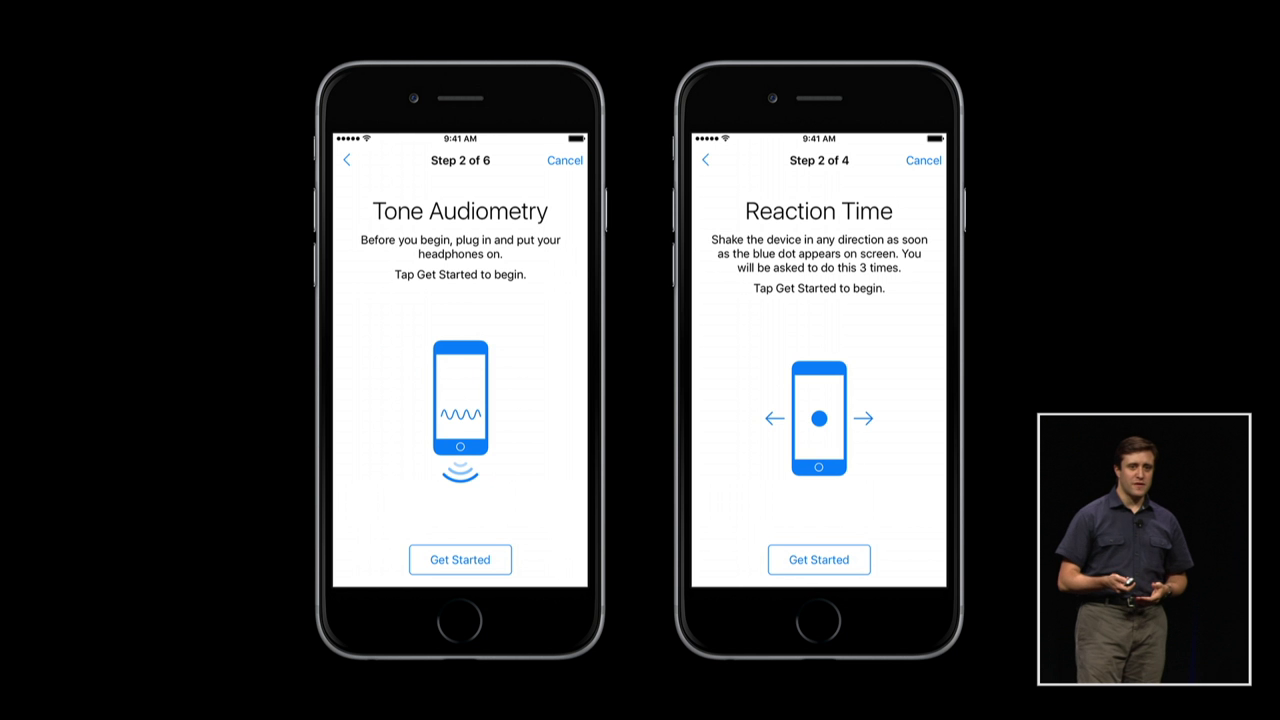 9:41 AM
Step 2 of 6
Cancel
Tone Audiometry
Before you begin, plug in and put your
headphones on.
Tap Get Started to begin.
Get Started
9:41 AM
Step 2 of 4
Cancel
Reaction Time
Shake the device in any direction as soon
as the blue dot appears on screen. You
will be asked to do this 3 times.
Tap Get Started to begin.
Get Started